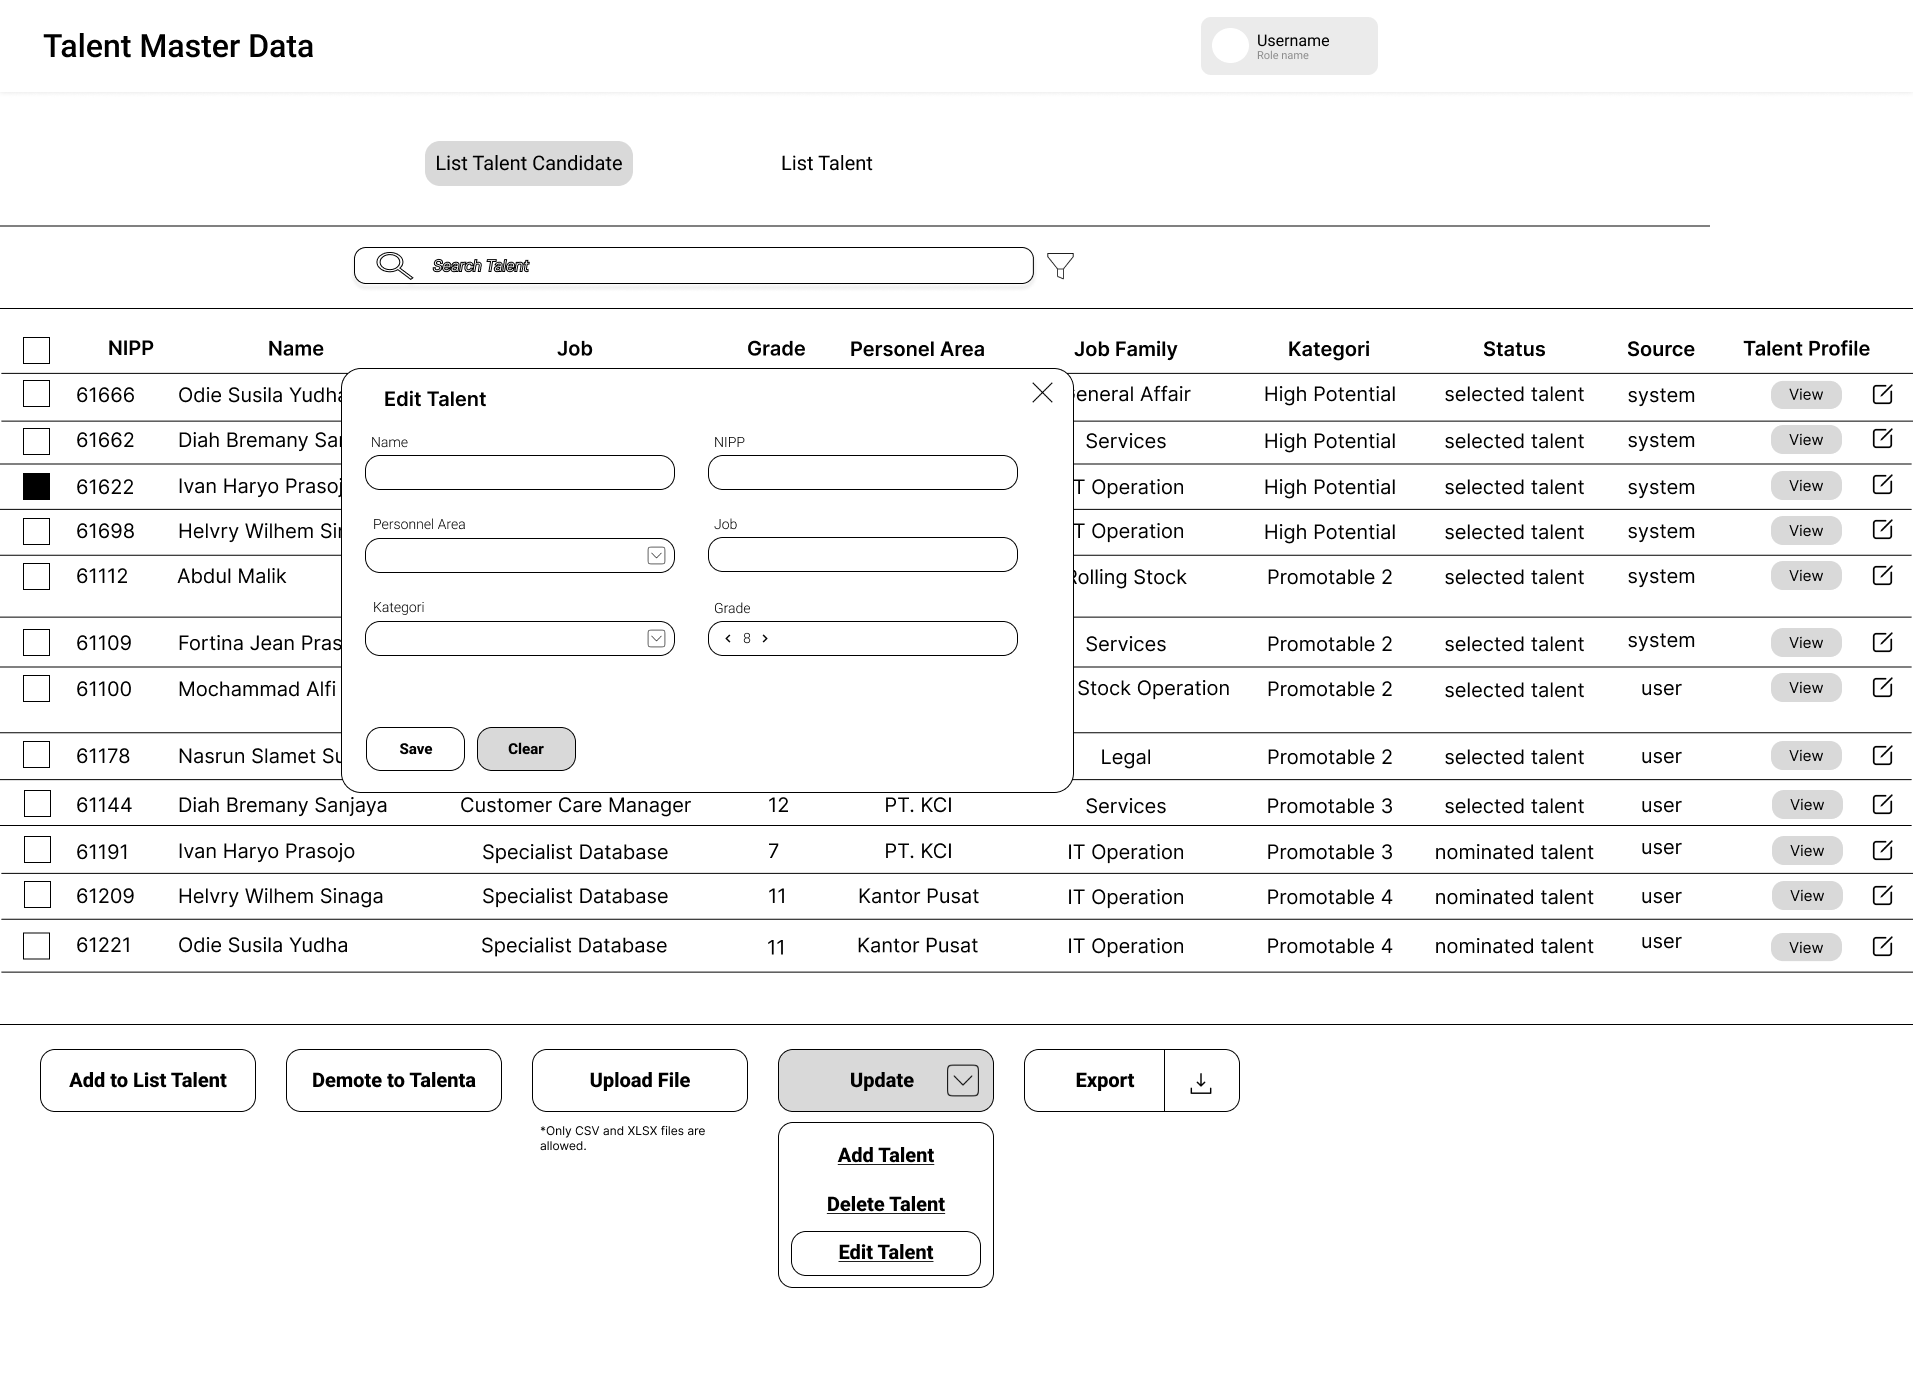 Talent Master Data
Username
Role name
List Talent Candidate List Talent
Search Talent
NIPP Name Job Grade Personel Area Job Family Kategori Status Source Talent Profile
61666 Odie Susila Yudha eneral Affair High Potential selected talent system View
61662 Diah Bremany San Services High Potential selected talent system View
61622 Ivan Haryo Prasoj T Operation High Potential selected talent system View
61698 Helvry Wilhem Sin T Operation High Potential selected talent system View
61112 Abdul Malik Rolling Stock Promotable 2 selected talent system View
61109 Fortina Jean Pras Services Promotable 2 selected talent system View
61100 Mochammad Alfi Stock Operation Promotable 2 selected talent user View
61178 Nasrun Slamet Su Legal Promotable 2 selected talent user View
61144 Diah Bremany Sanjaya Customer Care Manager 12 PT. KCI Services Promotable 3 selected talent user View
61191 Ivan Haryo Prasojo Specialist Database 7 PT. KCI IT Operation Promotable 3 nominated talent user View
61209 Helvry Wilhem Sinaga Specialist Database 11 Kantor Pusat IT Operation Promotable 4 nominated talent user View
61221 Odie Susila Yudha Specialist Database 11 Kantor Pusat IT Operation Promotable 4 nominated talent user View
Edit Talent
Name NIPP
Personnel Area Job
Kategori Grade
< 8 >
Save Clear
Add to List Talent Demote to Talenta Upload File Update Export
*Only CSV and XLSX files are
allowed.
Add Talent
Delete Talent
Edit Talent